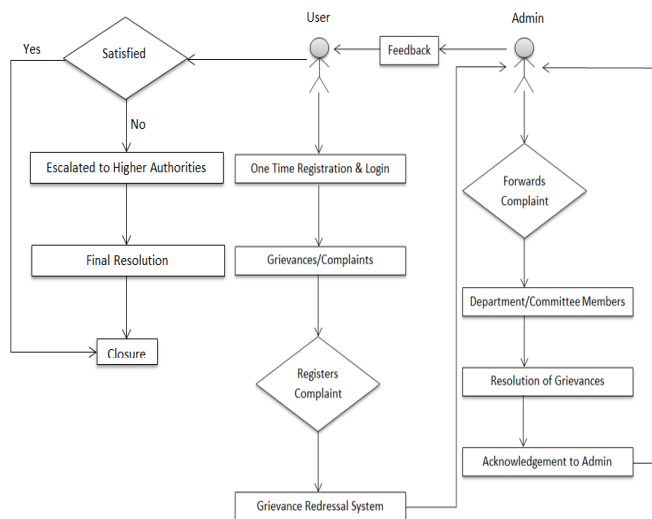 User
Admin
Yes
Satisfied
Feedback
No
Escalated to Higher Authorities
One Time Registration & Login
Forwards
Complaint
Final Resolution
Grievances/Complaints
Department/Committee Members
Closure
Registers
Complaint
Resolution of Grievances
Acknowledgement to Admin
Grievance Redressal System